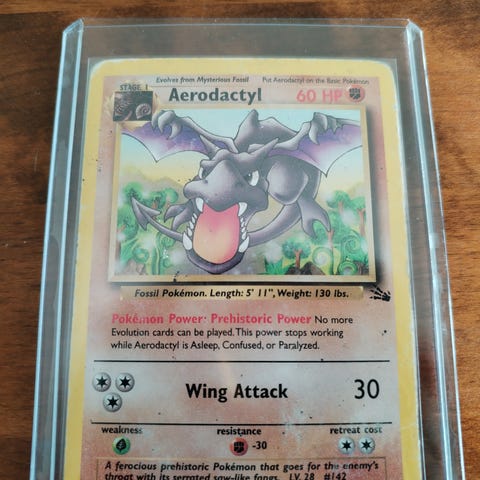 Evolves from Mysterious Fossil Put Aerodactyl on the Basic Pokémon
STAGE 1
Aerodactyl 60 HP
Fossil Pokémon. Length: 5' 11", Weight: 130 lbs.
Pokémon Power: Prehistoric Power No more
Evolution cards can be played. This power stops working
while Aerodactyl is Asleep, Confused, or Paralyzed.
Wing Attack 30
weakness resistance retreat cost
-30
A ferocious prehistoric Pokémon that goes for the enemy's
throat with its serrated saw-like fangs. LV. 28 #142